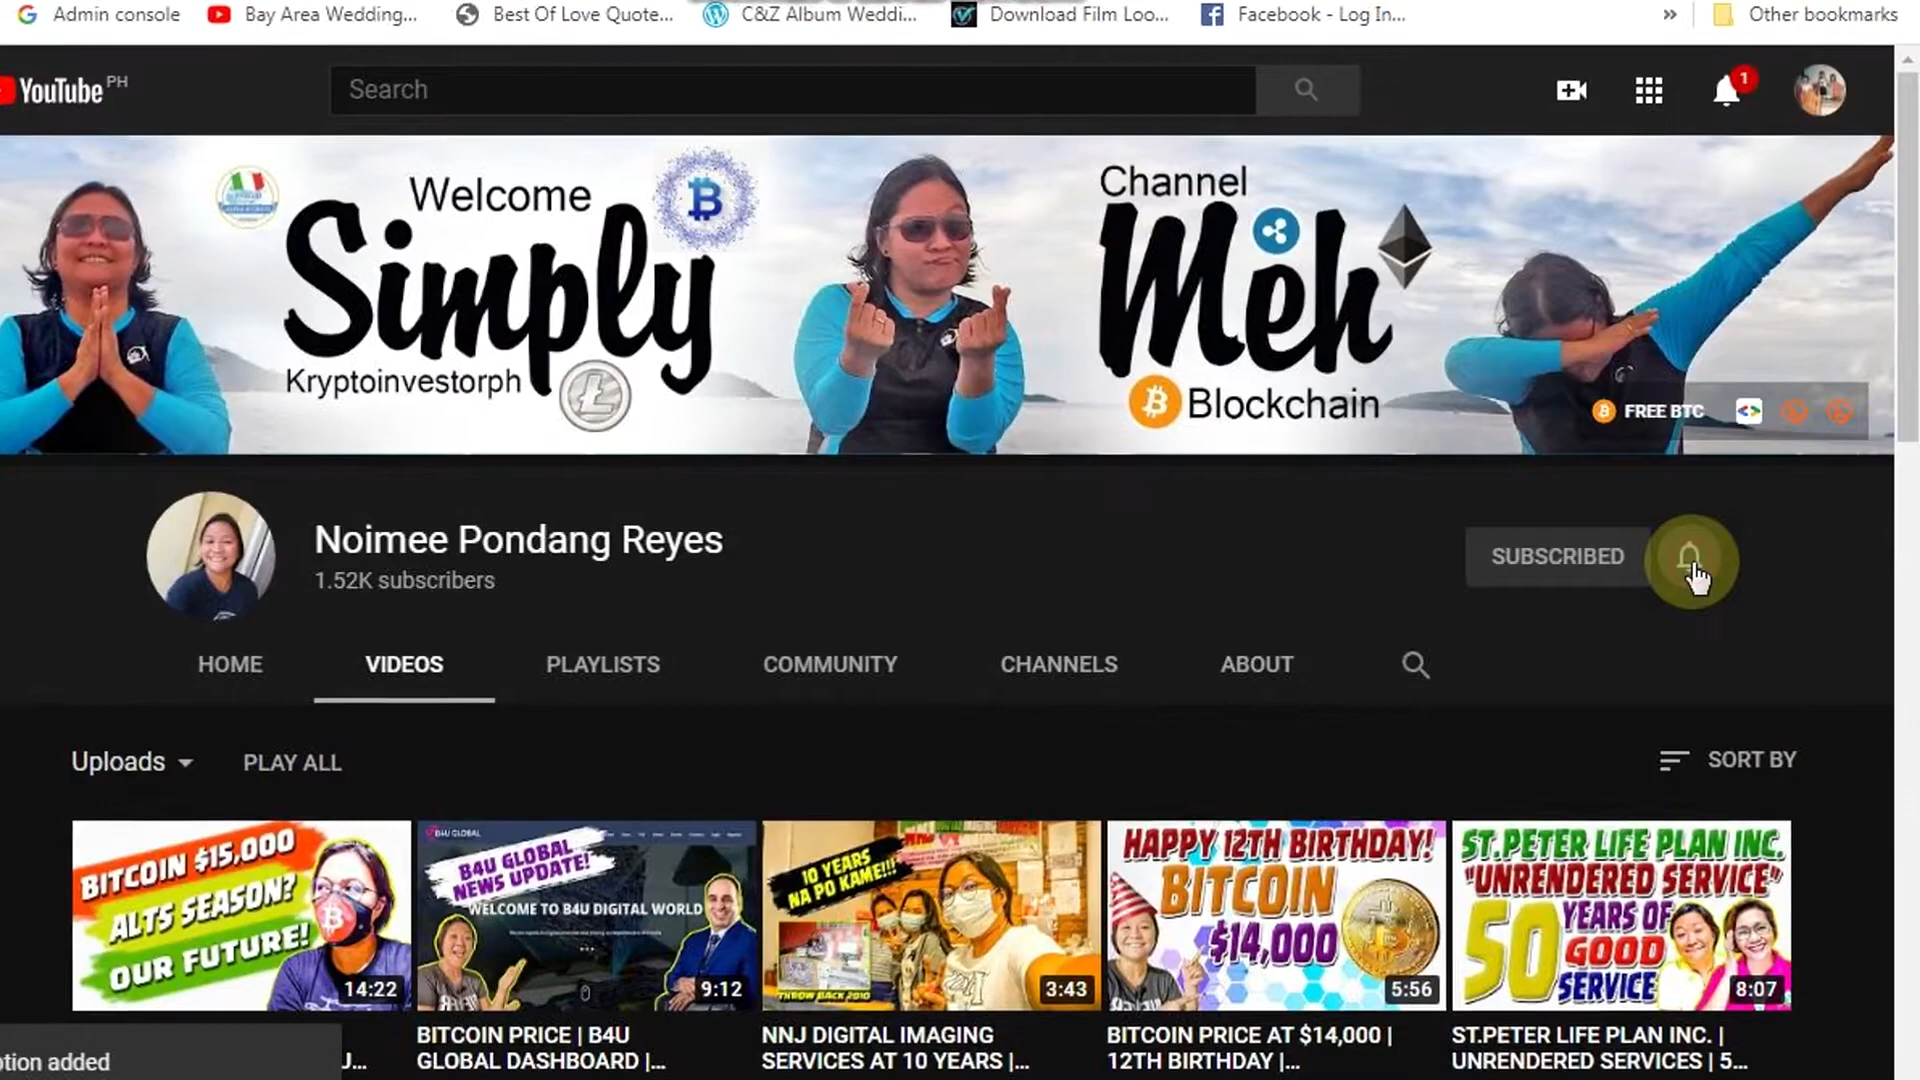 Admin console
Bay Area Wedding...
Best Of Love Quote...
C&Z Album Weddi...
Download Film Loo...
Facebook - Log In...
»
Other bookmarks
YouTube PH
Search
1
Welcome
Simply
Kryptoinvestorph
Channel
Meh
Blockchain
FREE BTC
Noimee Pondang Reyes
1.52K subscribers
SUBSCRIBED
HOME
VIDEOS
PLAYLISTS
COMMUNITY
CHANNELS
ABOUT
Uploads
PLAY ALL
SORT BY
BITCOIN $15,000
ALTS SEASON?
OUR FUTURE!
14:22
B4U GLOBAL
B4U GLOBAL
NEWS UPDATE!
WELCOME TO B4U DIGITAL WORLD
9:12
10 YEARS
NA PO KAME!!!
THROW BACK 2010
3:43
HAPPY 12TH BIRTHDAY!
BITCOIN
$14,000
5:56
ST.PETER LIFE PLAN INC.
"UNRENDERED SERVICE"
50 YEARS OF
GOOD
SERVICE
8:07
J...
BITCOIN PRICE | B4U
GLOBAL DASHBOARD |...
NNJ DIGITAL IMAGING
SERVICES AT 10 YEARS |...
BITCOIN PRICE AT $14,000 |
12TH BIRTHDAY |...
ST.PETER LIFE PLAN INC. |
UNRENDERED SERVICES | 5...
ption added